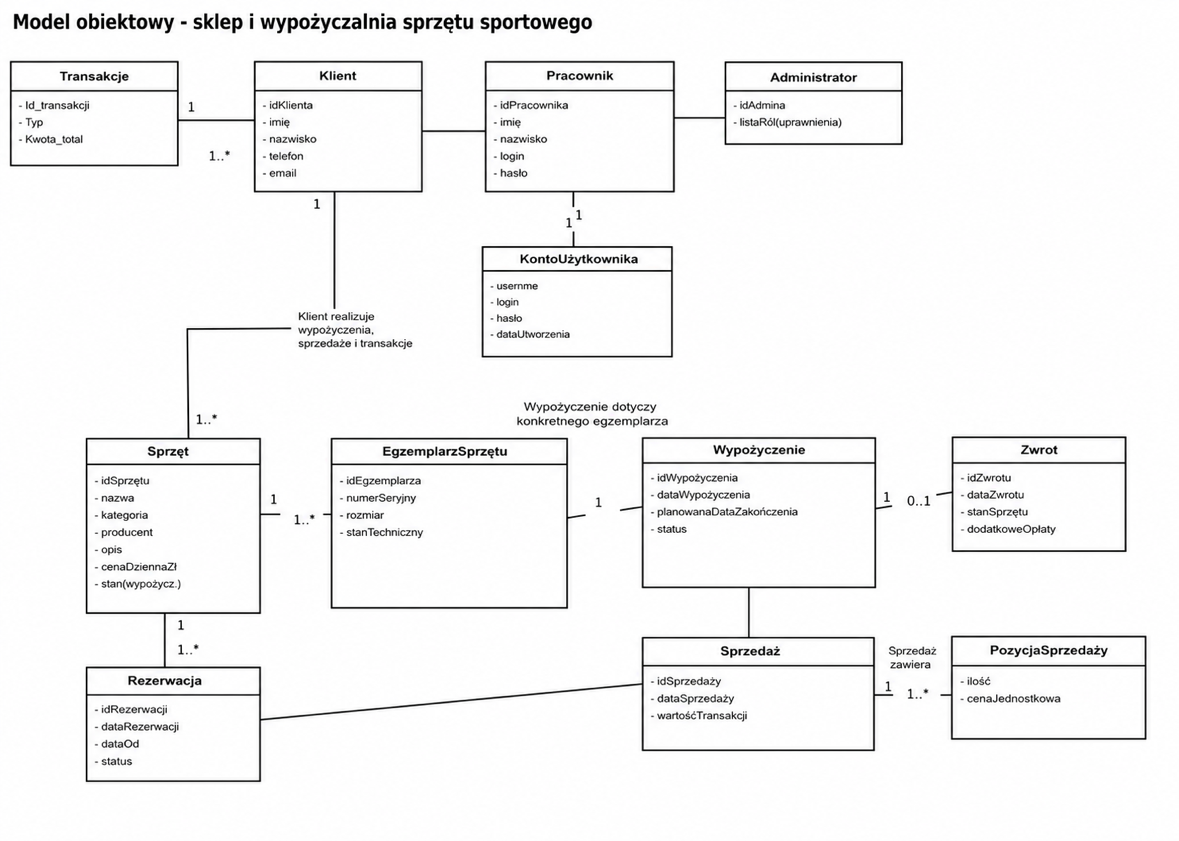 Model obiektowy - sklep i wypożyczalnia sprzętu sportowego
Transakcje
- Id_transakcji
- Typ
- Kwota_total
1
1..*
Klient
- idKlienta
- imię
- nazwisko
- telefon
- email
Pracownik
- idPracownika
- imię
- nazwisko
- login
- hasło
Administrator
- idAdmina
- listaRól(uprawnienia)
1
1
1
KontoUżytkownika
- usernme
- login
- hasło
- dataUtworzenia
Klient realizuje
wypożyczenia,
sprzedaże i transakcje
1..*
Wypożyczenie dotyczy
konkretnego egzemplarza
Sprzęt
- idSprzętu
- nazwa
- kategoria
- producent
- opis
- cenaDziennaZł
- stan(wypożycz.)
1
1..*
EgzemplarzSprzętu
- idEgzemplarza
- numerSeryjny
- rozmiar
- stanTechniczny
1
Wypożyczenie
- idWypożyczenia
- dataWypożyczenia
- planowanaDataZakończenia
- status
1
0..1
Zwrot
- idZwrotu
- dataZwrotu
- stanSprzętu
- dodatkoweOpłaty
1
1..*
Rezerwacja
- idRezerwacji
- dataRezerwacji
- dataOd
- status
Sprzedaż
- idSprzedaży
- dataSprzedaży
- wartośćTransakcji
Sprzedaż
zawiera
1
1..*
PozycjaSprzedaży
- ilość
- cenaJednostkowa